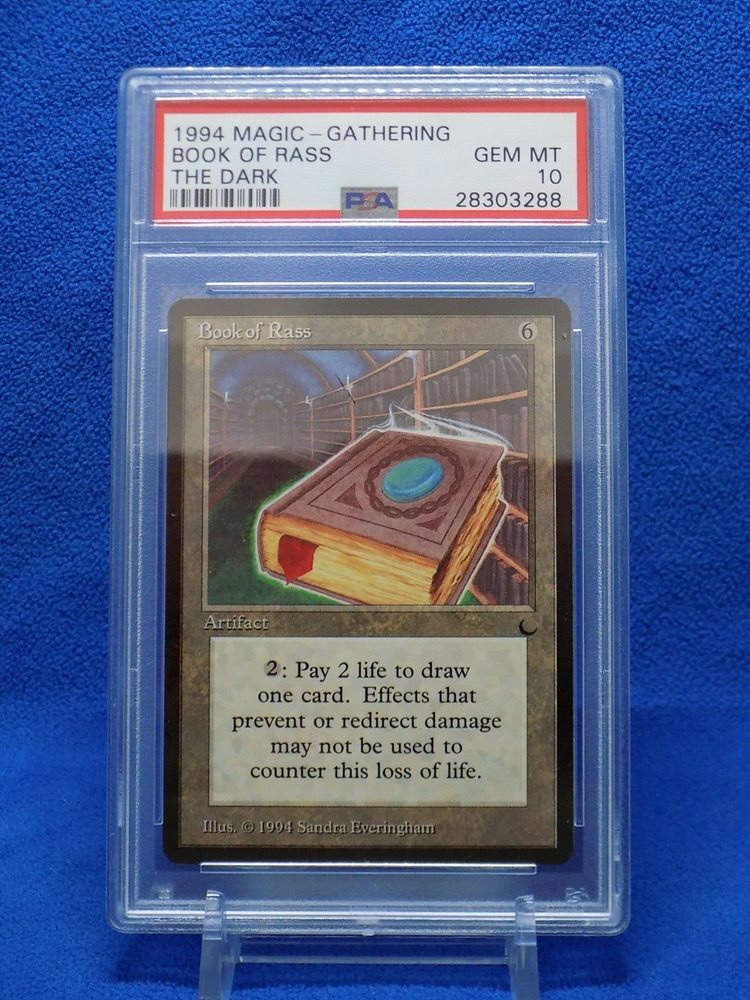 1994 MAGIC-GATHERING
BOOK OF RASS GEM MT
THE DARK 10
PSA 28303288
Book of Rass 6
Artifact
2: Pay 2 life to draw
one card. Effects that
prevent or redirect damage
may not be used to
counter this loss of life.
Illus. © 1994 Sandra Everingham